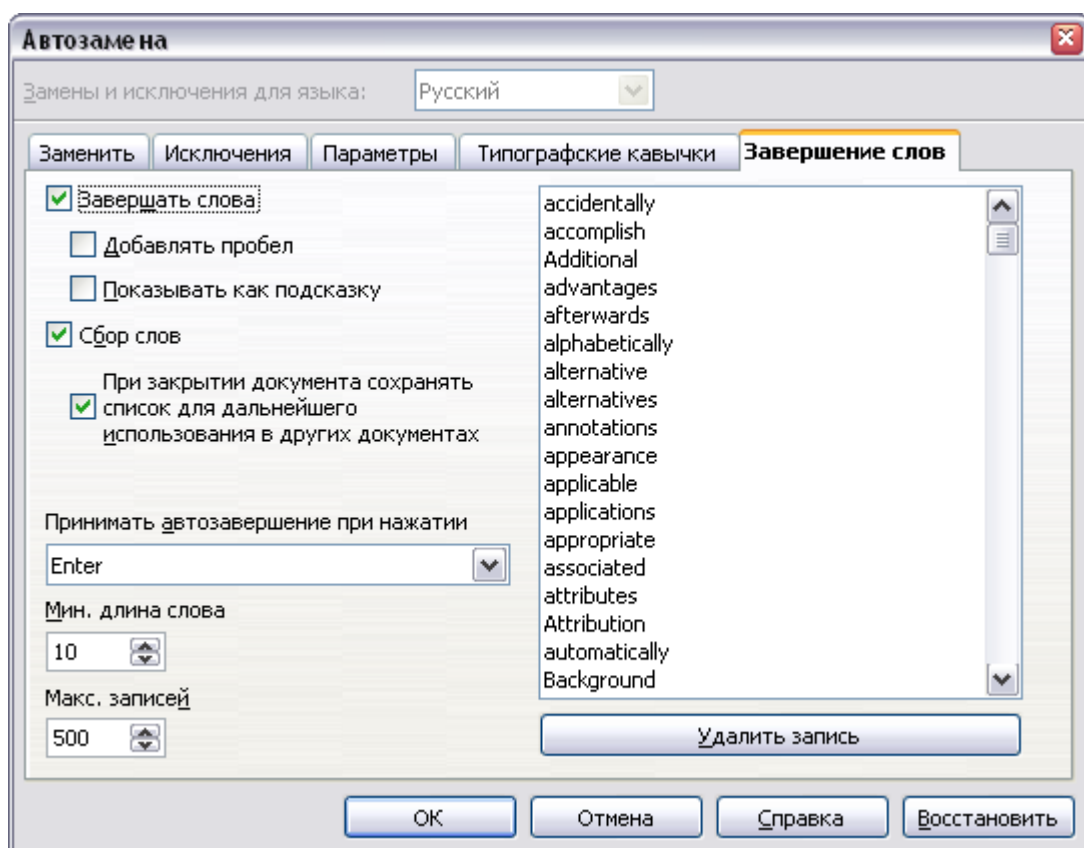 Автозамена
Замены и исключения для языка: Русский
Заменить Исключения Параметры Типографские кавычки Завершение слов
Завершать слова
Добавлять пробел
Показывать как подсказку
Сбор слов
При закрытии документа сохранять
список для дальнейшего
использования в других документах
Принимать автозавершение при нажатии
Enter
Мин. длина слова
10
Макс. записей
500
accidentally
accomplish
Additional
advantages
afterwards
alphabetically
alternative
alternatives
annotations
appearance
applicable
applications
appropriate
associated
attributes
Attribution
automatically
Background
Удалить запись
ОК Отмена Справка Восстановить